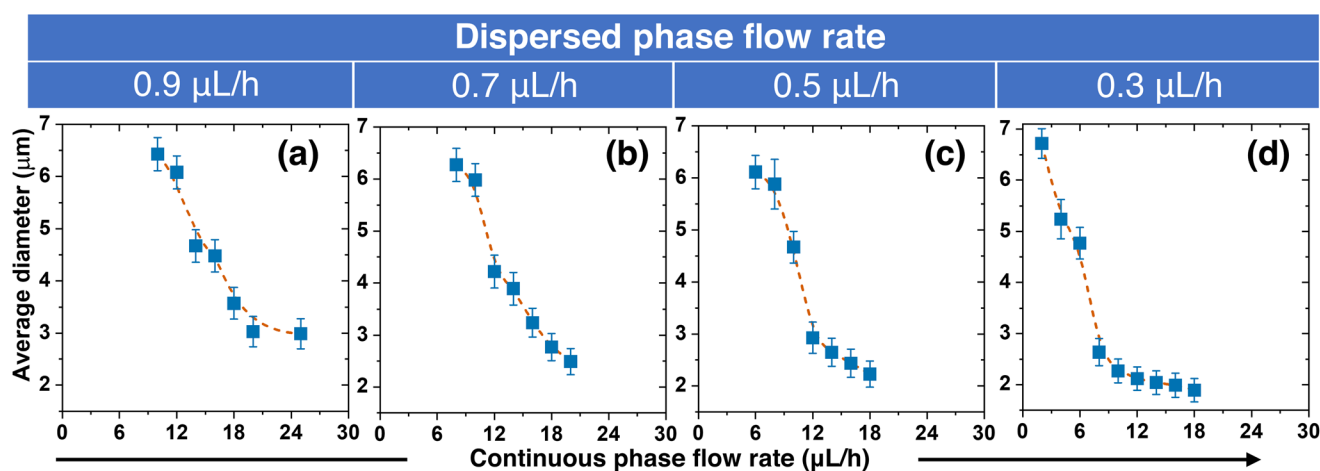 Dispersed phase flow rate
0.9 µL/h 0.7 µL/h 0.5 µL/h 0.3 µL/h
Average diameter (µm)
(a)
7
6
5
4
3
2
0 6 12 18 24 30
(b)
7
6
5
4
3
2
0 6 12 18 24 30
(c)
7
6
5
4
3
2
0 6 12 18 24 30
(d)
7
6
5
4
3
2
0 6 12 18 24 30
Continuous phase flow rate (µL/h)